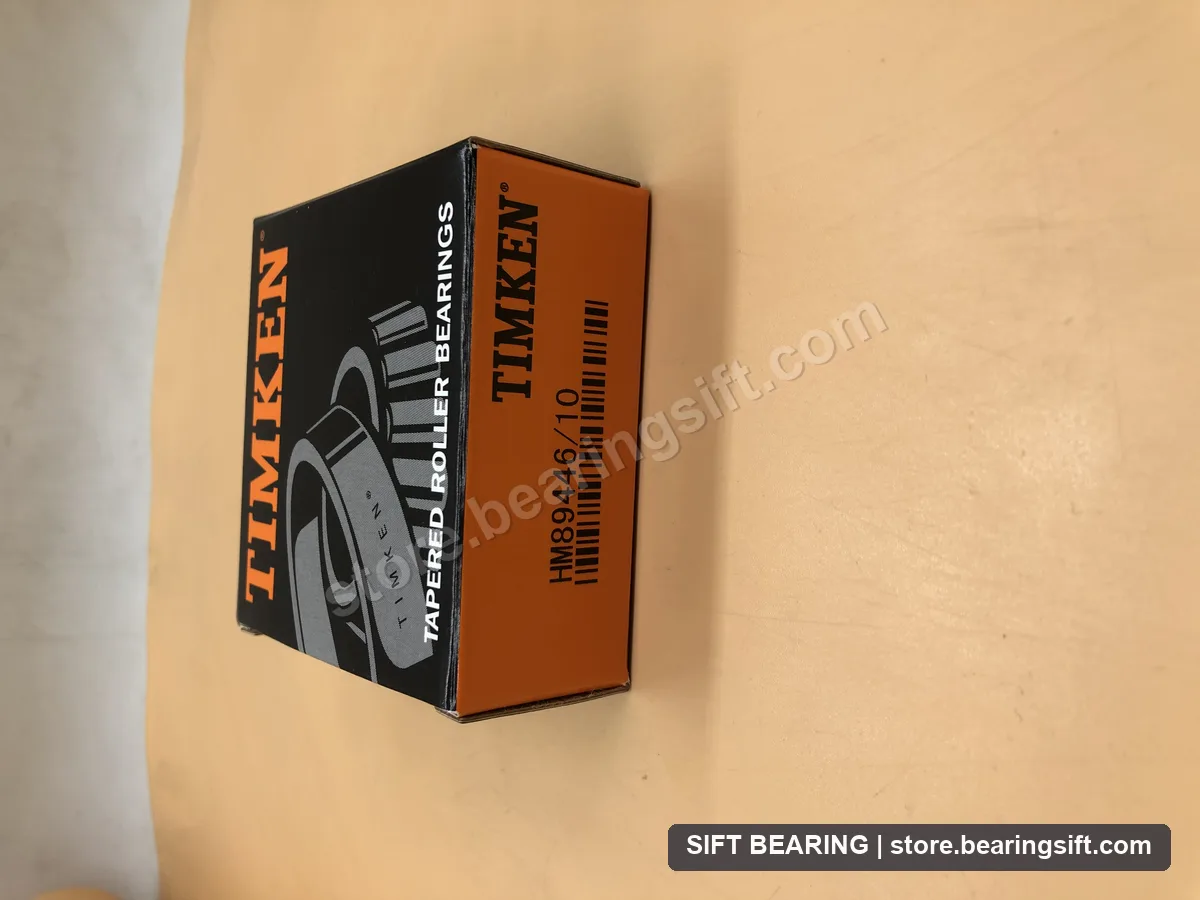 TIMKEN®
TIMKEN®
TAPERED ROLLER BEARINGS
TIMKEN®
HM89446/10
store.bearingsift.com
SIFT BEARING | store.bearingsift.com